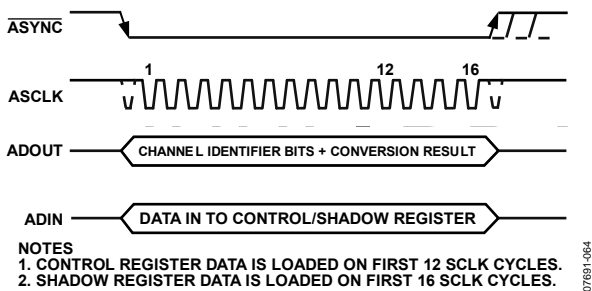 ASYNC
1 12 16
ASCLK
ADOUT
CHANNEL IDENTIFIER BITS + CONVERSION RESULT
ADIN
DATA IN TO CONTROL/SHADOW REGISTER
NOTES
1. CONTROL REGISTER DATA IS LOADED ON FIRST 12 SCLK CYCLES.
2. SHADOW REGISTER DATA IS LOADED ON FIRST 16 SCLK CYCLES.
07691-064